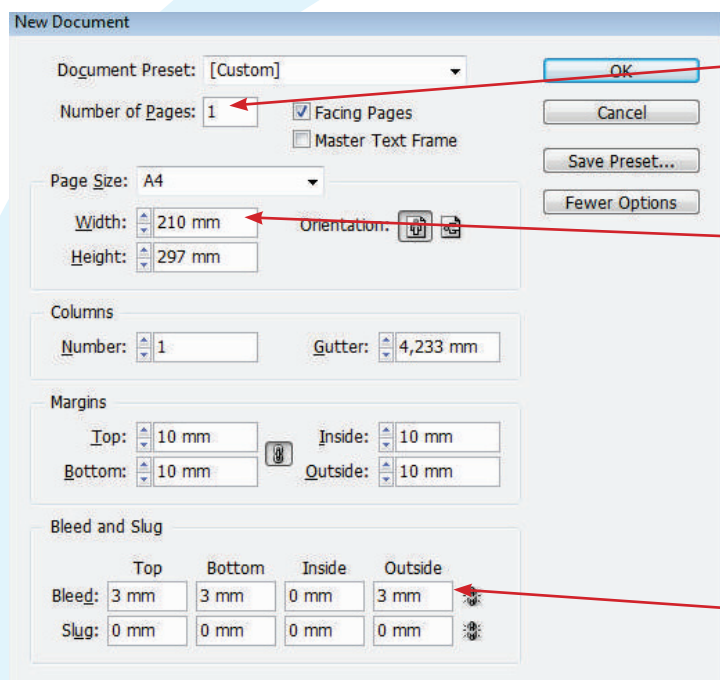 New Document
Document Preset: [Custom]
OK
Number of Pages: 1
Facing Pages
Cancel
Master Text Frame
Save Preset...
Page Size: A4
Fewer Options
Width: 210 mm
Orientation:
Height: 297 mm
Columns
Number: 1
Gutter: 4,233 mm
Margins
Top: 10 mm
Inside: 10 mm
Bottom: 10 mm
Outside: 10 mm
Bleed and Slug
Top Bottom Inside Outside
Bleed: 3 mm 3 mm 0 mm 3 mm
Slug: 0 mm 0 mm 0 mm 0 mm